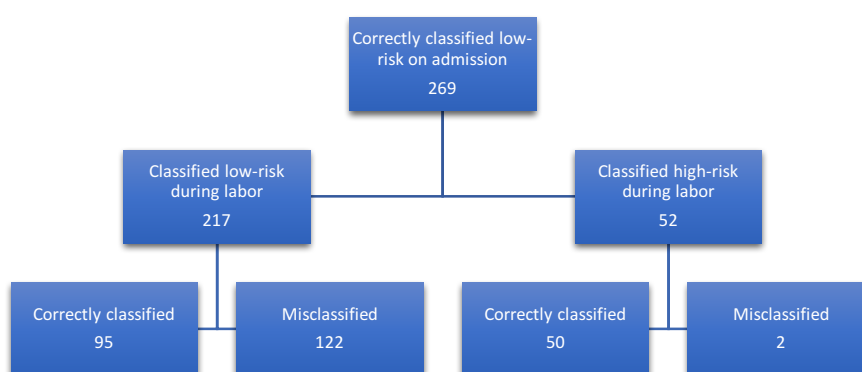 Correctly classified low-
risk on admission
269
Classified low-risk
during labor
217
Classified high-risk
during labor
52
Correctly classified
95
Misclassified
122
Correctly classified
50
Misclassified
2